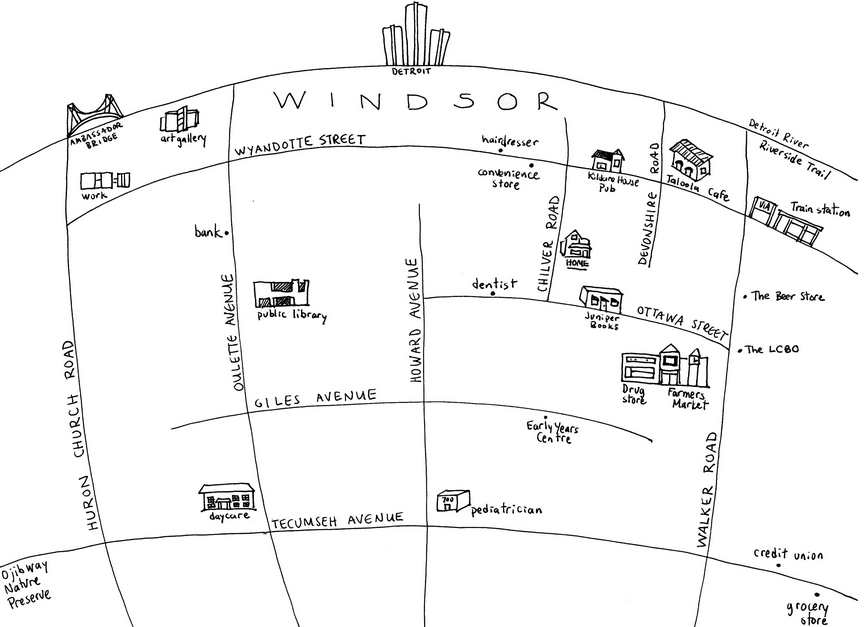 DETROIT
WINDSOR
AMBASSADOR
BRIDGE
art gallery
Detroit River
Riverside Trail
WYANDOTTE STREET
hairdresser
convenience
store
Kildare House
Pub
DEVONSHIRE ROAD
Taloola Cafe
work
VIA
Train station
bank
CHILVER ROAD
HOME
public library
dentist
Juniper
Books
OTTAWA STREET
The Beer Store
The LCBO
OULETTE AVENUE
HOWARD AVENUE
Drug
store
Farmers
Market
HURON CHURCH ROAD
GILES AVENUE
Early Years
Centre
WALKER ROAD
daycare
700
pediatrician
TECUMSEH AVENUE
credit union
grocery
store
Ojibway
Nature
Preserve